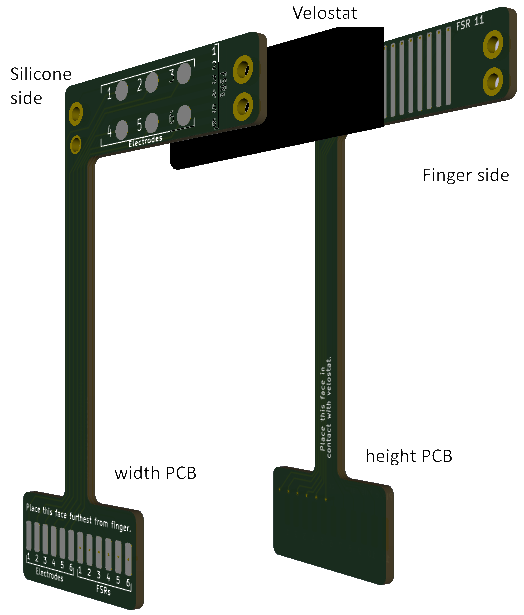 Velostat
FSR 11
Silicone
side
1 2
4 5
Electrodes
1
Finger side
Place this face in
contact with velostat.
width PCB
height PCB
Place this face furthest from finger.
1 2 3 4 5 6 1 2 3 4 5 6
Electrodes
FSRs